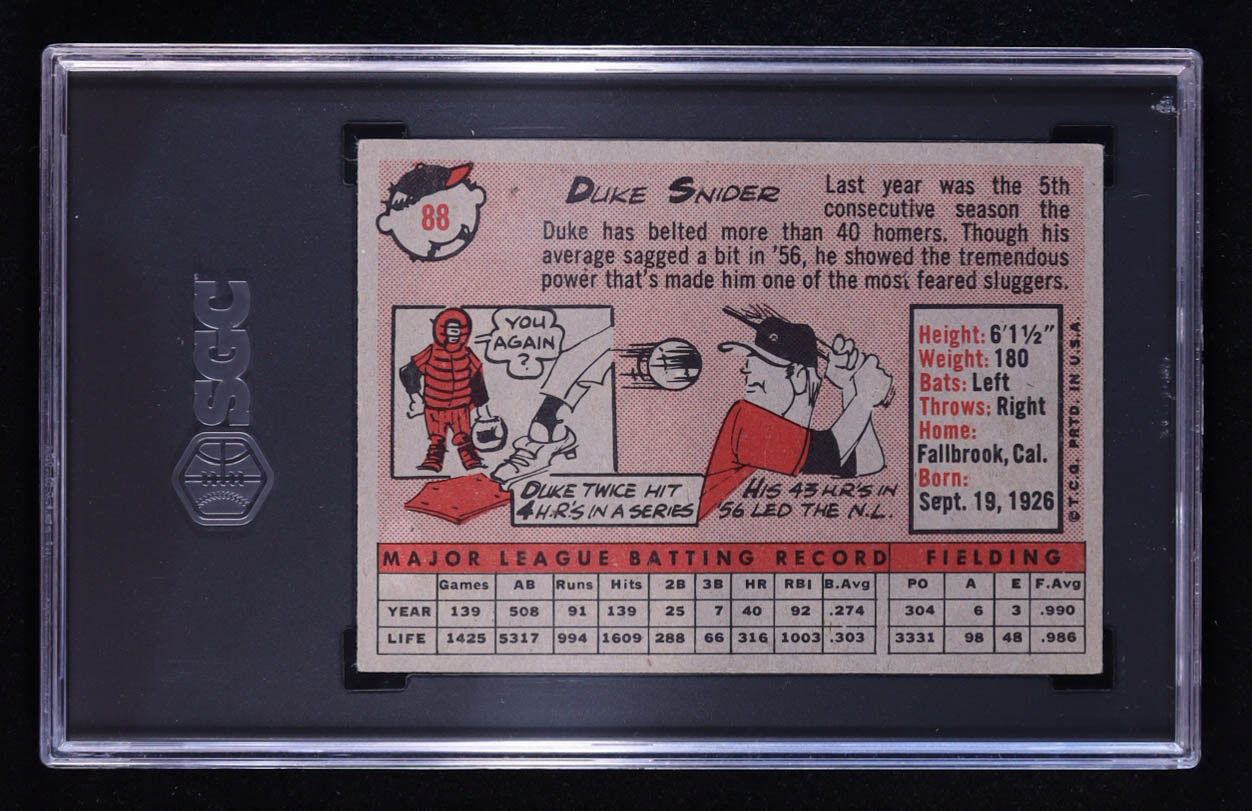 SGC
88
DUKE SNIDER
Last year was the 5th
consecutive season the
Duke has belted more than 40 homers. Though his
average sagged a bit in '56, he showed the tremendous
power that's made him one of the most feared sluggers.
YOU
AGAIN
?
DUKE TWICE HIT
4 H.R'S IN A SERIES
HIS 43 H.R'S IN
'56 LED THE N.L.
Height: 6'1½"
Weight: 180
Bats: Left
Throws: Right
Home:
Fallbrook, Cal.
Born:
Sept. 19, 1926
© T.C.G. PRTD. IN U.S.A.
MAJOR LEAGUE BATTING RECORD FIELDING
Games AB Runs Hits 2B 3B HR RBI B.Avg PO A E F.Avg
YEAR 139 508 91 139 25 7 40 92 .274 304 6 3 .990
LIFE 1425 5317 994 1609 288 66 316 1003 .303 3331 98 48 .986